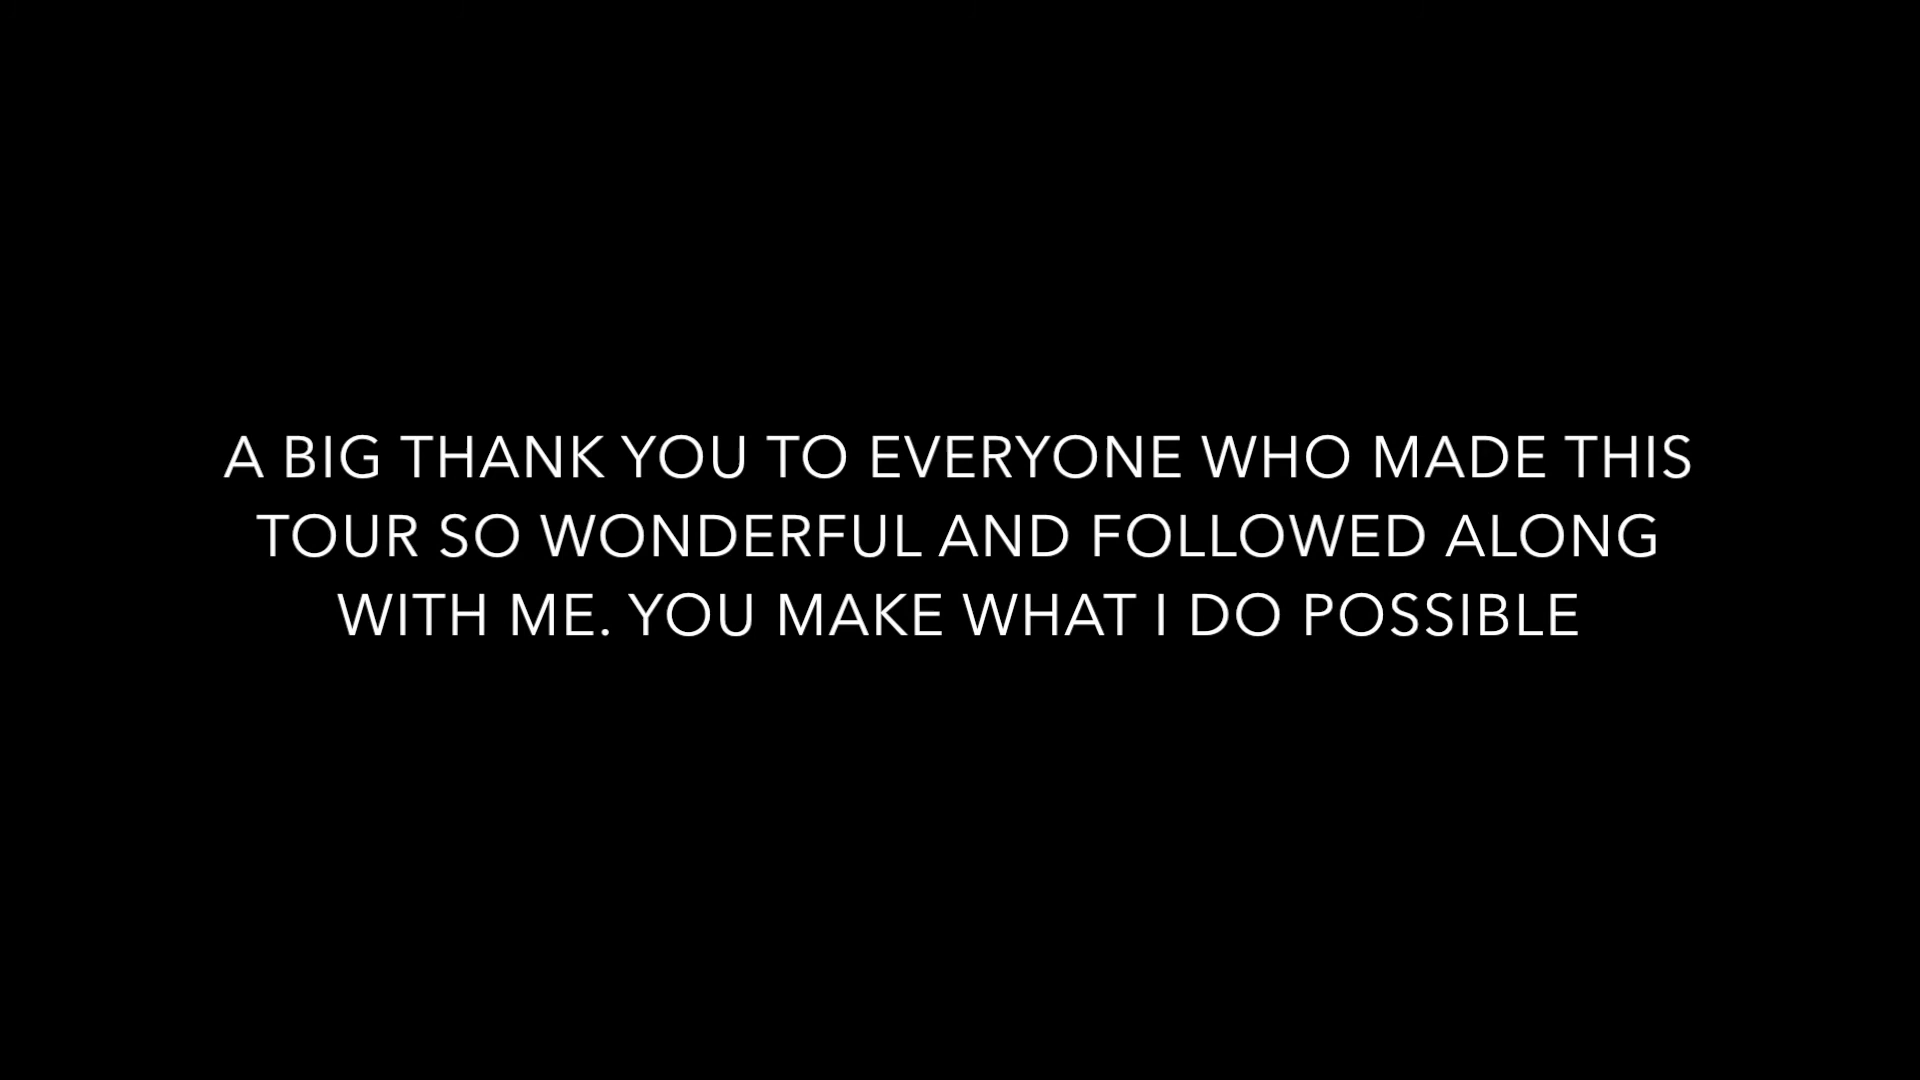 A BIG THANK YOU TO EVERYONE WHO MADE THIS
TOUR SO WONDERFUL AND FOLLOWED ALONG
WITH ME. YOU MAKE WHAT I DO POSSIBLE